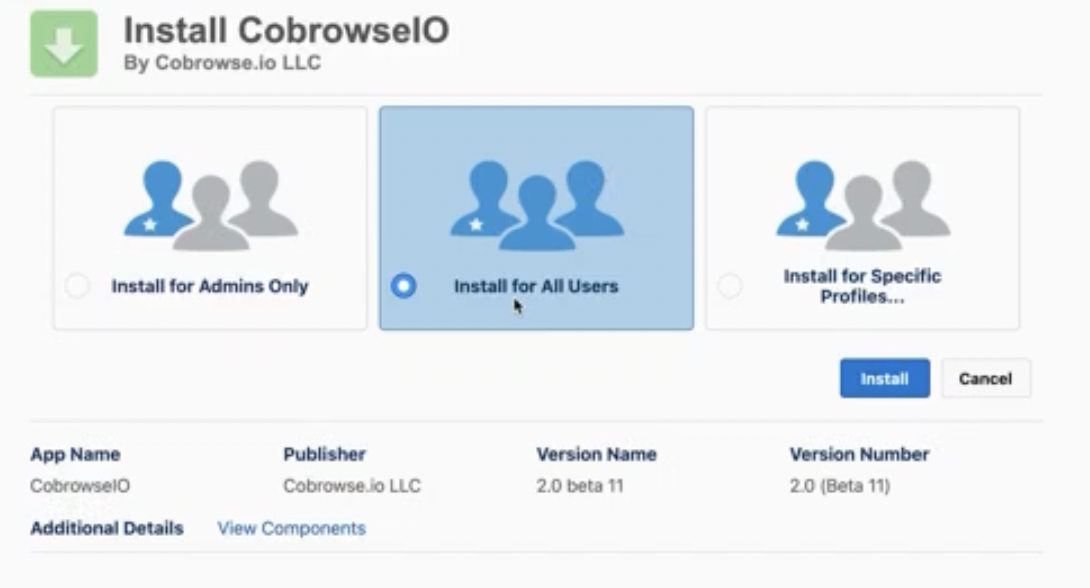 Install CobrowseIO
By Cobrowse.io LLC
Install for Admins Only
Install for All Users
Install for Specific
Profiles...
Install
Cancel
App Name
Publisher
Version Name
Version Number
CobrowseIO
Cobrowse.io LLC
2.0 beta 11
2.0 (Beta 11)
Additional Details
View Components